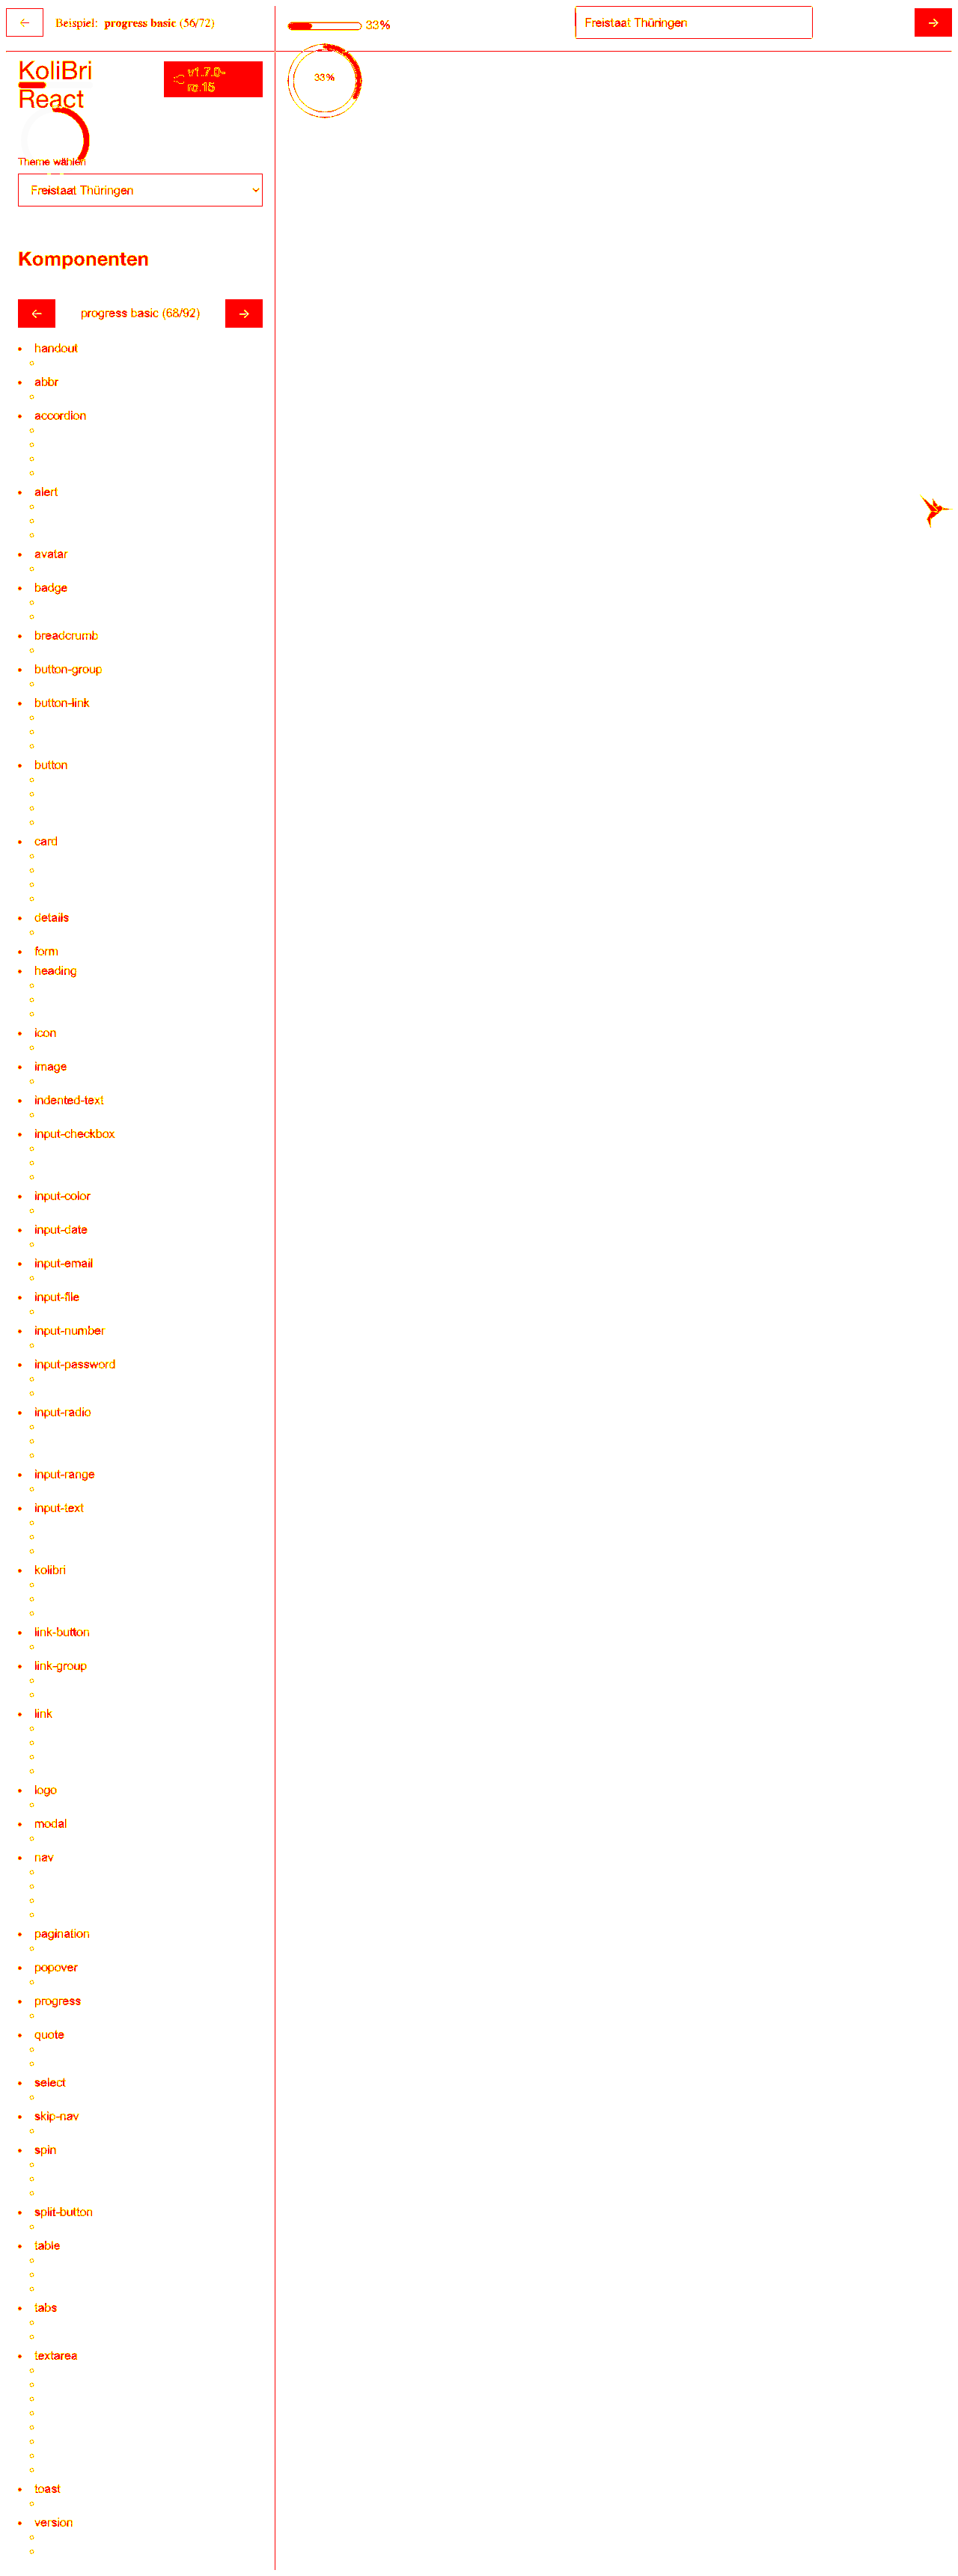 Beispiel: progress basic (56/72)
33%
Freistaat Thüringen
KoliBri
React
v1.7.0-
rc.15
33%
Theme wählen
Freistaat Thüringen
Komponenten
progress basic (68/92)
handout
abbr
accordion
alert
avatar
badge
breadcrumb
button-group
button-link
button
card
details
form
heading
icon
image
indented-text
input-checkbox
input-color
input-date
input-email
input-file
input-number
input-password
input-radio
input-range
input-text
kolibri
link-button
link-group
link
logo
modal
nav
pagination
popover
progress
quote
select
skip-nav
spin
split-button
table
tabs
textarea
toast
version